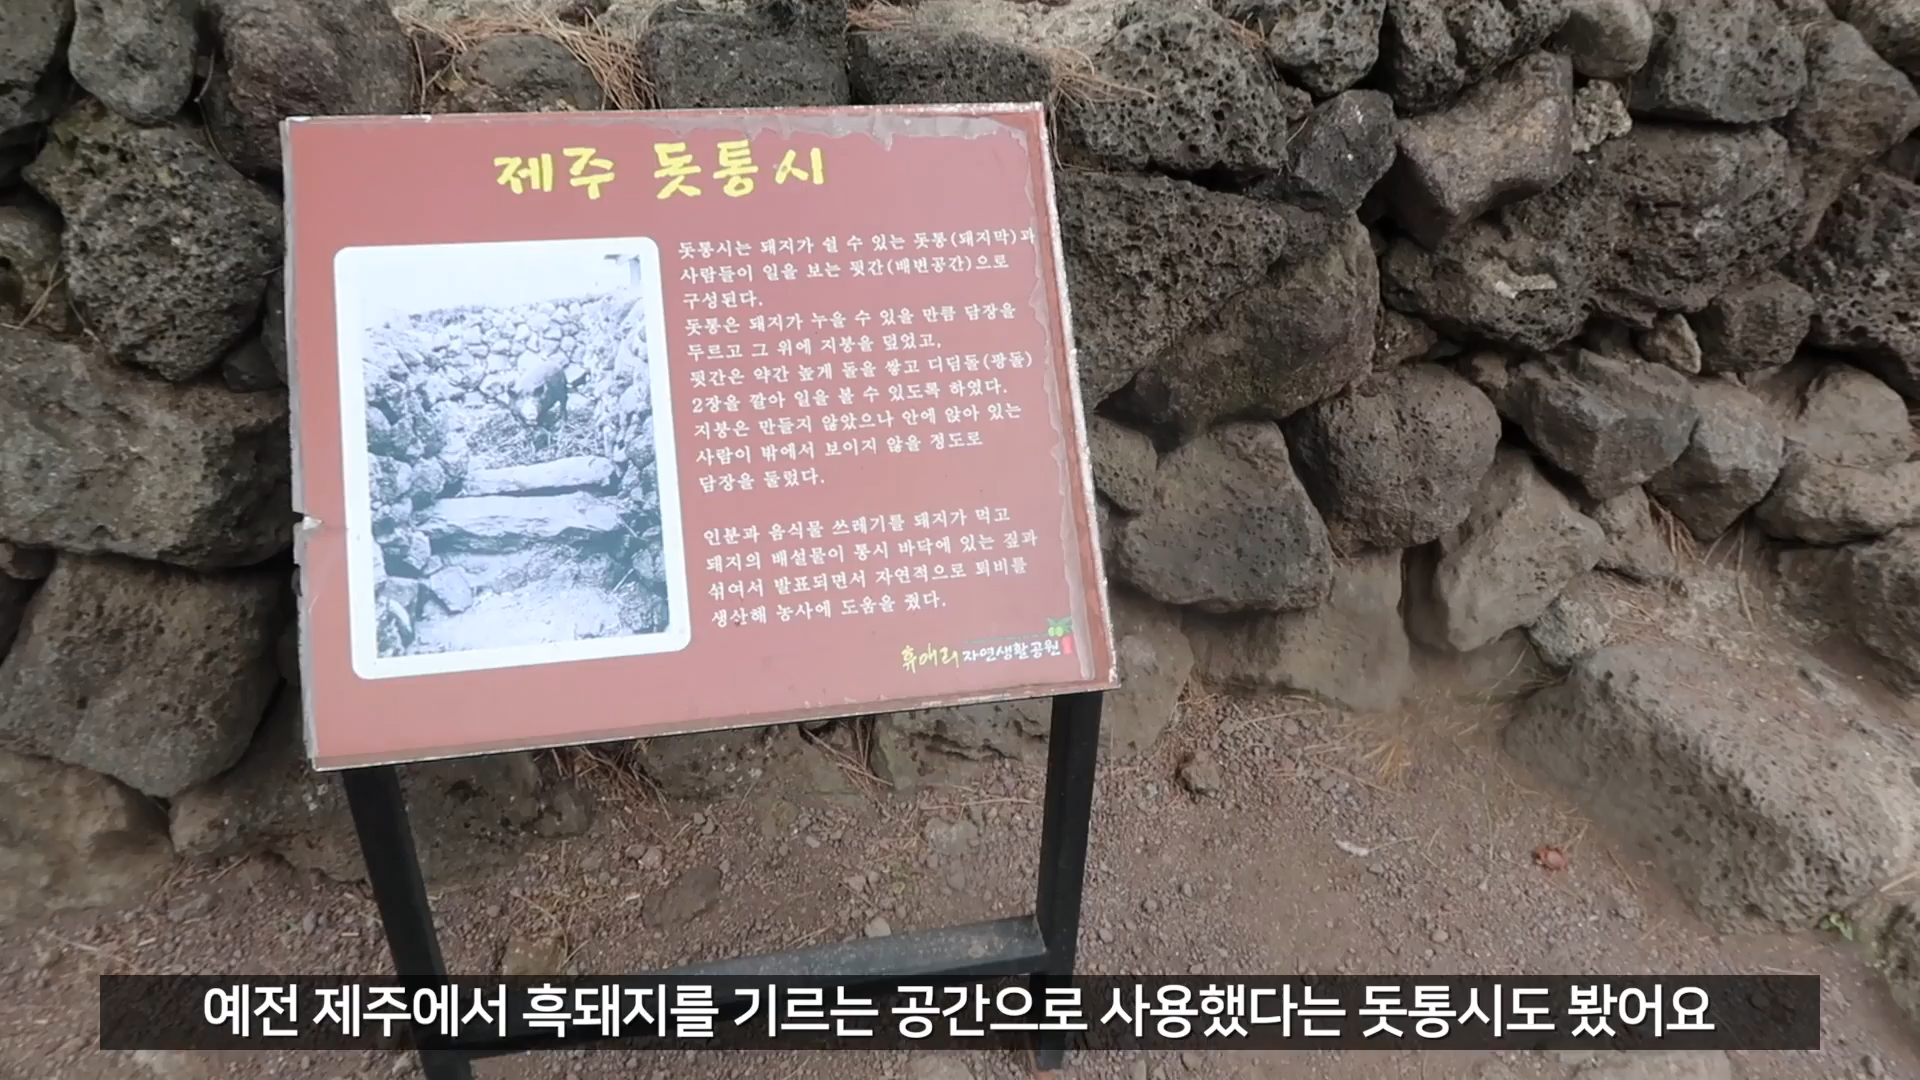 제주 돗통시
돗통시는 돼지가 쉴 수 있는 돗통(돼지막)과
사람들이 일을 보는 뒷간(배변공간)으로
구성된다.
돗통은 돼지가 누울 수 있을 만큼 담장을
두르고 그 위에 지붕을 덮었고,
뒷간은 약간 높게 돌을 쌓고 디딤돌(팡돌)
2장을 깔아 일을 볼 수 있도록 하였다.
지붕은 만들지 않았으나 안에 앉아 있는
사람이 밖에서 보이지 않을 정도로
담장을 둘렀다.
인분과 음식물 쓰레기를 돼지가 먹고
돼지의 배설물이 통시 바닥에 있는 짚과
섞여서 발표되면서 자연적으로 퇴비를
생산해 농사에 도움을 줬다.
휴애리 자연생활공원
예전 제주에서 흑돼지를 기르는 공간으로 사용했다는 돗통시도 봤어요